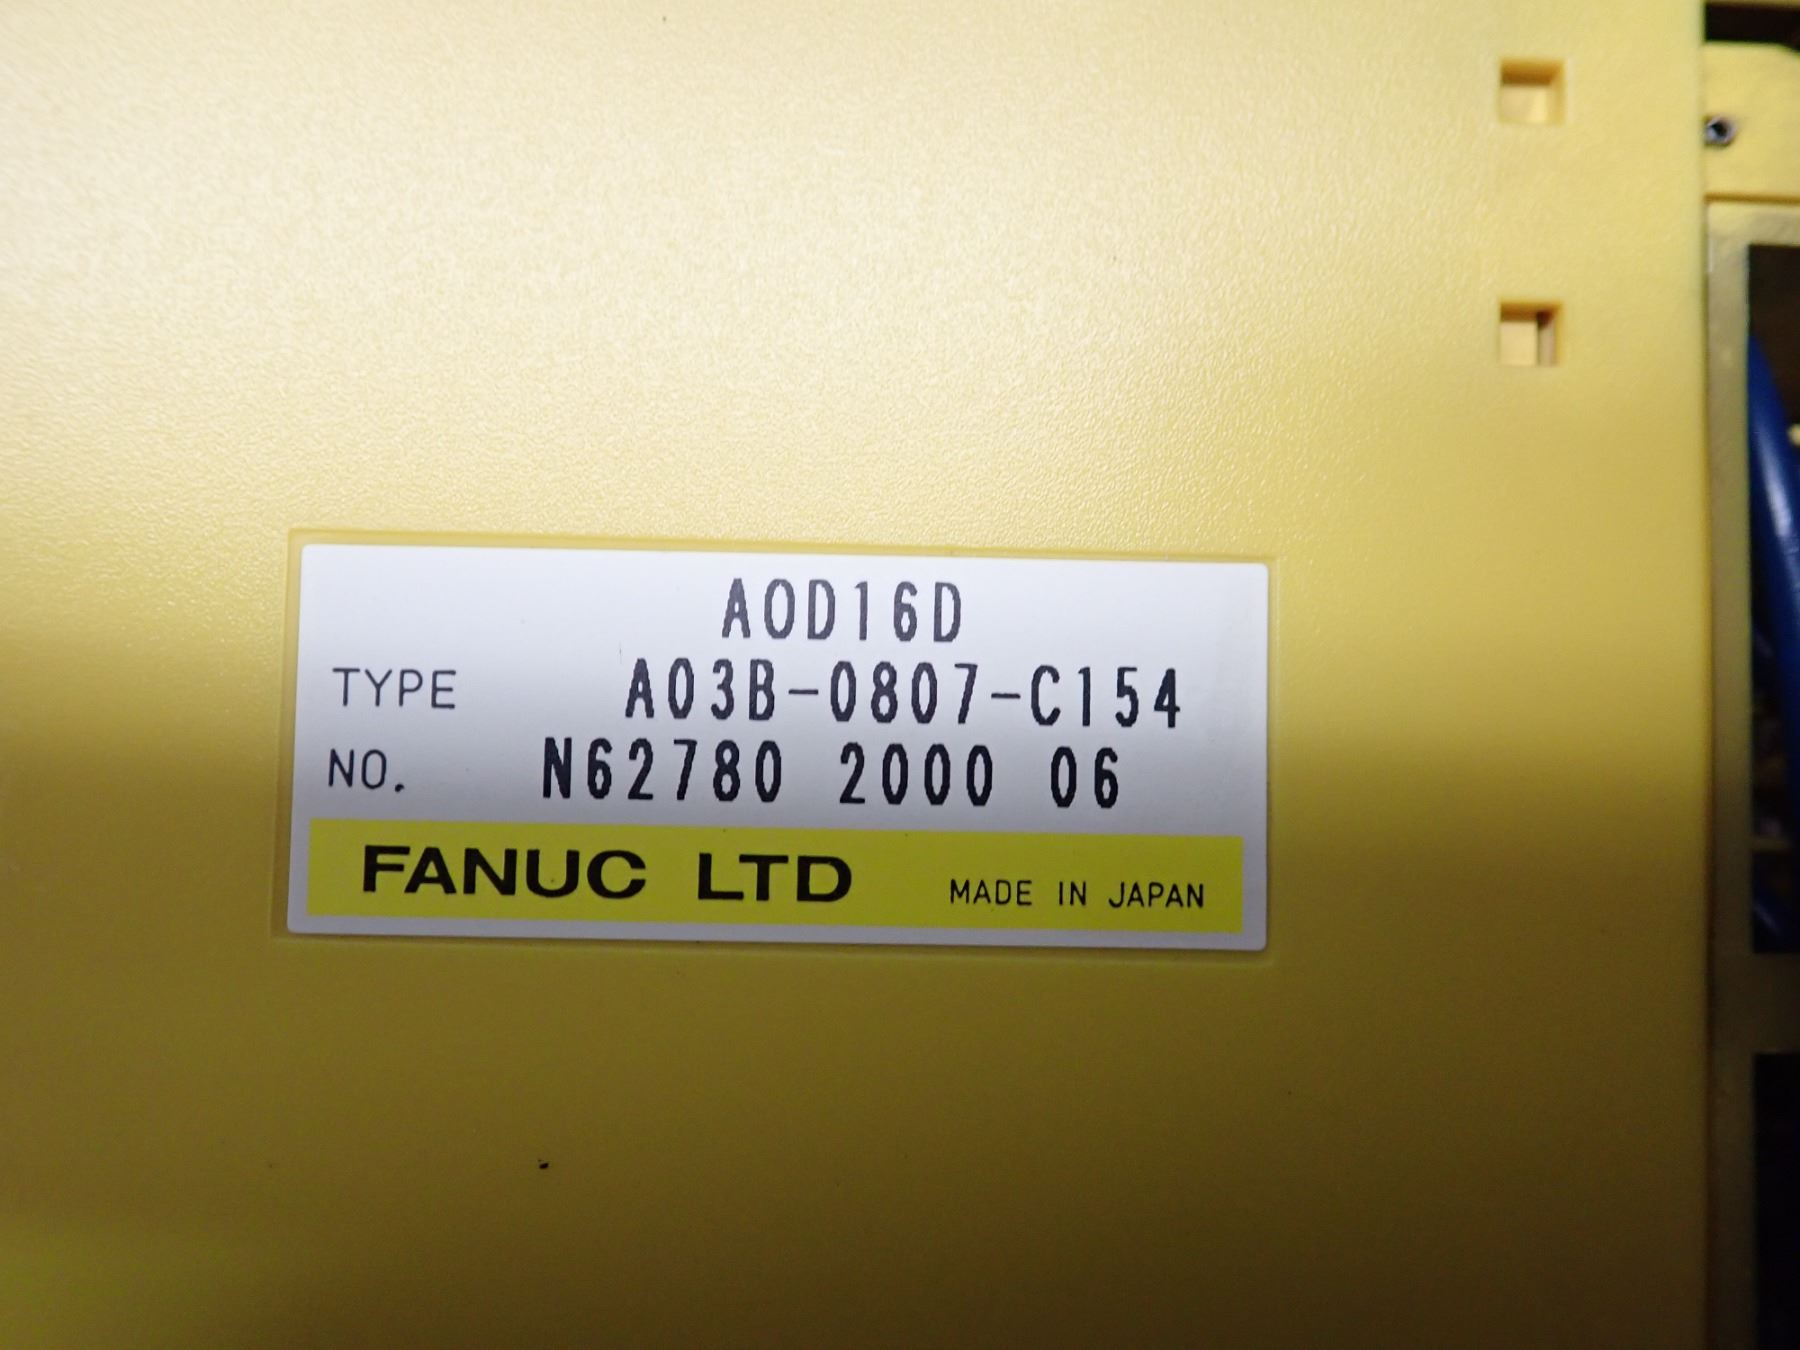 AOD16D
TYPE A03B-0807-C154
NO. N62780 2000 06
FANUC LTD MADE IN JAPAN